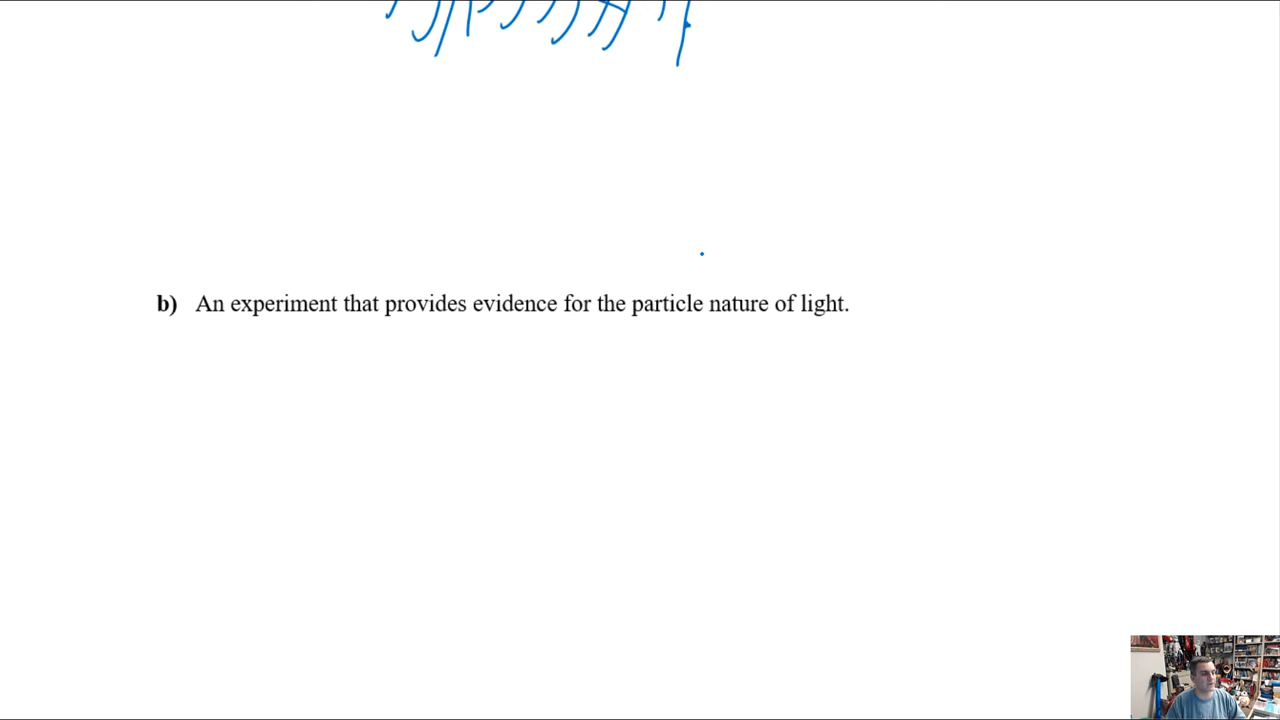 b) An experiment that provides evidence for the particle nature of light.